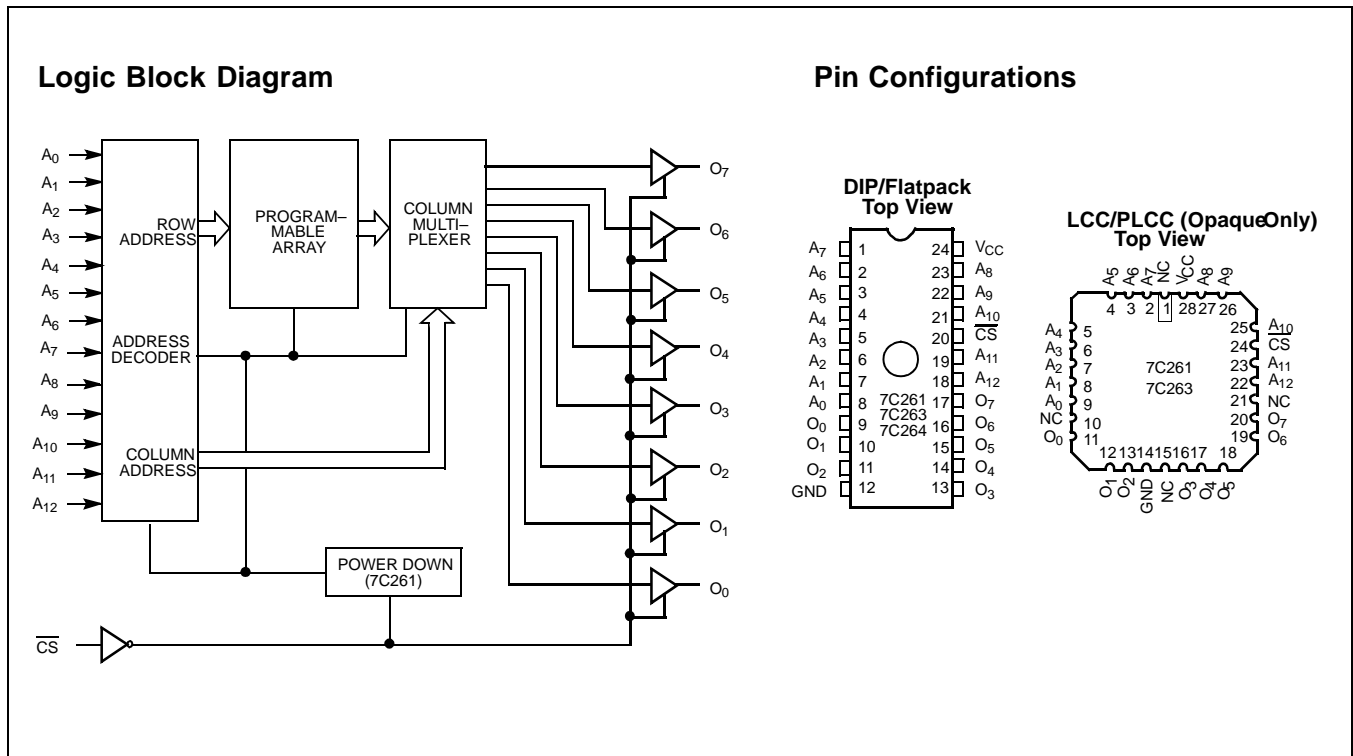 Logic Block Diagram
A0
A1
A2
A3
A4
A5
A6
A7
A8
A9
A10
A11
A12
ROW
ADDRESS
ADDRESS
DECODER
COLUMN
ADDRESS
PROGRAM–
MABLE
ARRAY
COLUMN
MULTI–
PLEXER
POWER DOWN
(7C261)
CS
O7
O6
O5
O4
O3
O2
O1
O0
Pin Configurations
DIP/Flatpack
Top View
A7 1 24 VCC
A6 2 23 A8
A5 3 22 A9
A4 4 21 A10
A3 5 20 CS
A2 6 19 A11
A1 7 18 A12
A0 8 7C261 17 O7
O0 9 7C263 16 O6
7C264
O1 10 15 O5
O2 11 14 O4
GND 12 13 O3
LCC/PLCC (OpaqueOnly)
Top View
A5 A6 A7 NC VCC A8 A9
4 3 2 1 28 27 26
A4 5 25 A10
A3 6 24 CS
A2 7 7C261 23 A11
A1 8 7C263 22 A12
A0 9 21 NC
NC 10 20 O7
O0 11 19 O6
12 13 14 15 16 17 18
O1 O2 GND NC O3 O4 O5